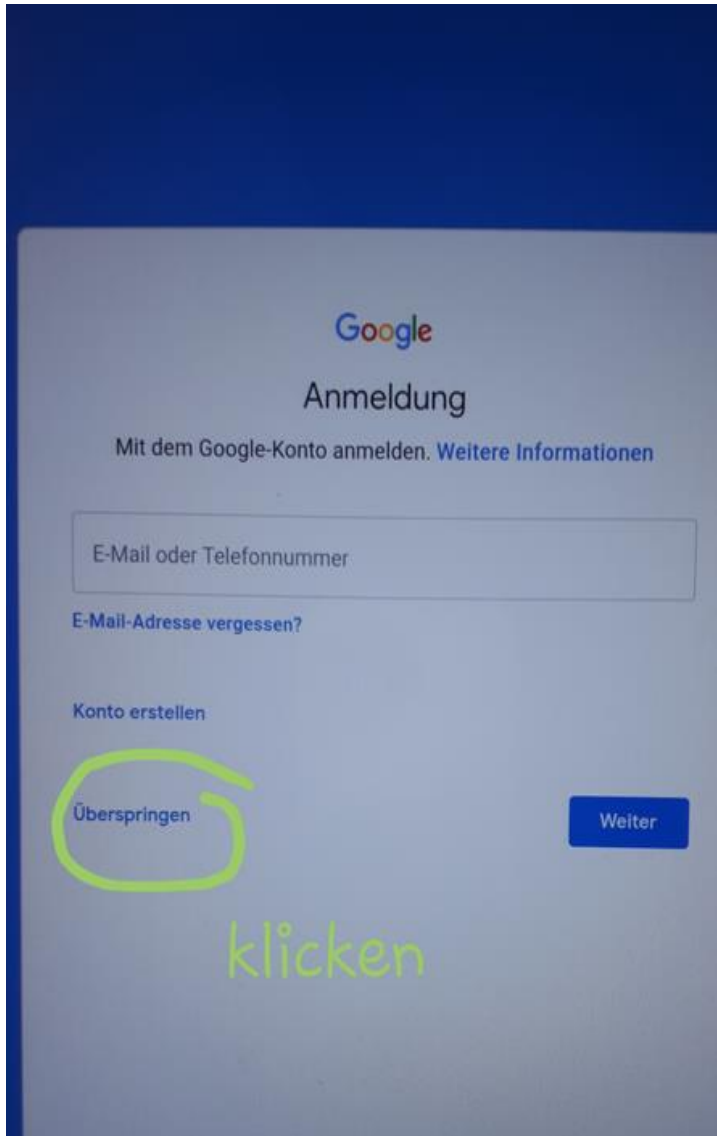 Google
Anmeldung
Mit dem Google-Konto anmelden. Weitere Informationen
E-Mail oder Telefonnummer
E-Mail-Adresse vergessen?
Konto erstellen
Überspringen
Weiter
klicken